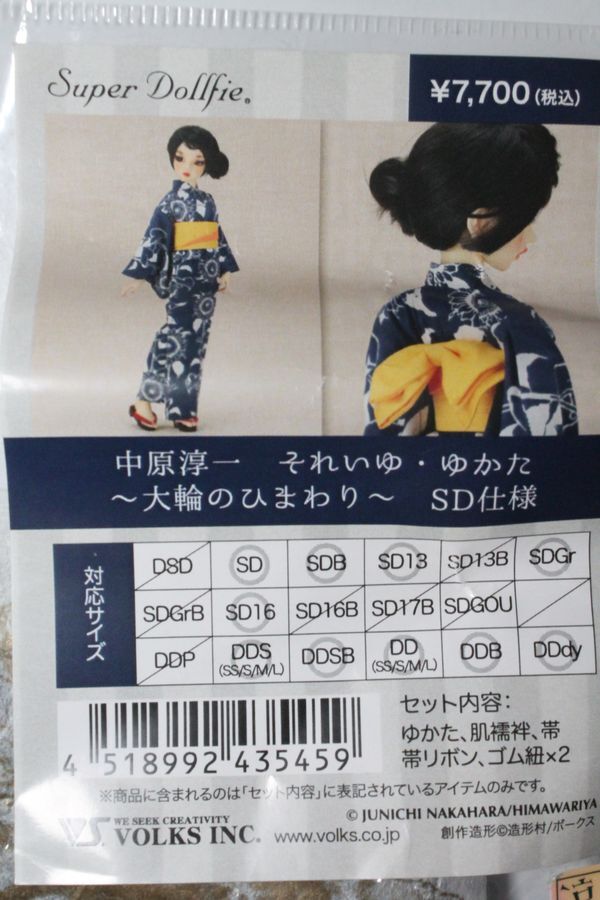 Super Dollfie®
¥7,700(税込)
中原淳一 それいゆ・ゆかた
～大輪のひまわり～ SD仕様
対応サイズ
DSD SD SDB SD13 SD13B SDGr
SDGrB SD16 SD16B SD17B SDGOU
DDP DDS (SS/S/M/L) DDSB DD (SS/S/M/L) DDB DDdy
セット内容:
ゆかた、肌襦袢、帯
帯リボン、ゴム紐×2
4 518992 435459
※商品に含まれるのは「セット内容」に表記されているアイテムのみです。
VS WE SEEK CREATIVITY
VOLKS INC. www.volks.co.jp
© JUNICHI NAKAHARA/HIMAWARIYA
創作造形©造形村/ボークス